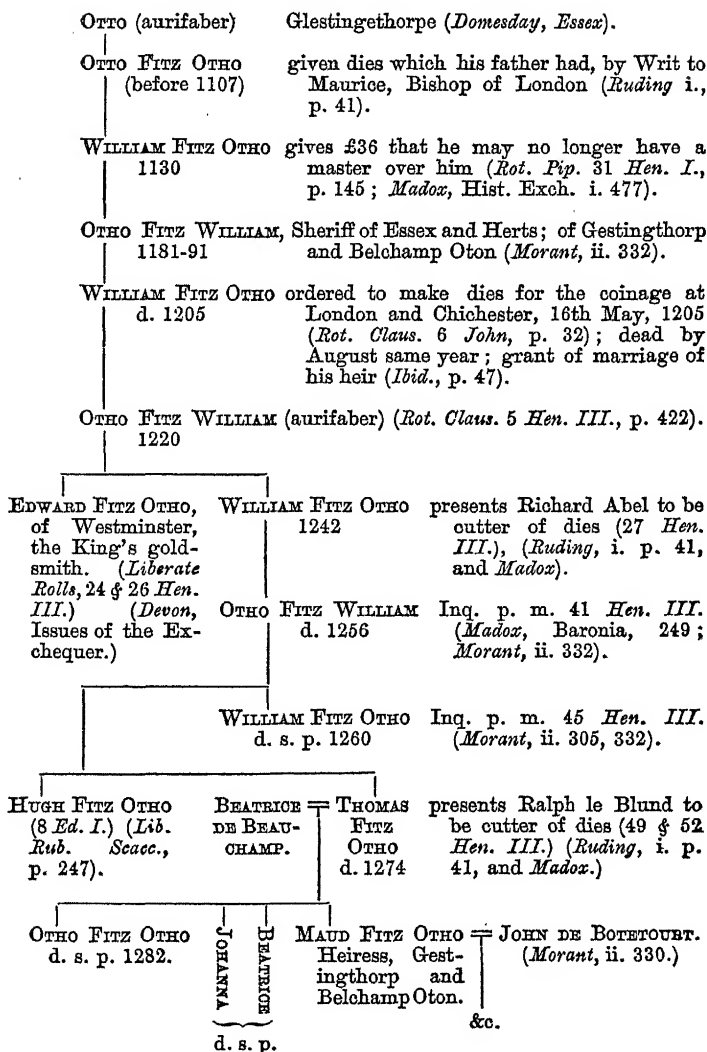 OTTO (aurifaber) Glestingethorpe (Domesday, Essex).
OTTO FITZ OTHO given dies which his father had, by Writ to
(before 1107) Maurice, Bishop of London (Ruding i.,
p. 41).
WILLIAM FITZ OTHO gives £36 that he may no longer have a
1130 master over him (Rot. Pip. 31 Hen. I.,
p. 145 ; Madox, Hist. Exch. i. 477).
OTHO FITZ WILLIAM, Sheriff of Essex and Herts; of Gestingthorp
1181-91 and Belchamp Oton (Morant, ii. 332).
WILLIAM FITZ OTHO ordered to make dies for the coinage at
d. 1205 London and Chichester, 16th May, 1205
(Rot. Claus. 6 John, p. 32) ; dead by
August same year ; grant of marriage of
his heir (Ibid., p. 47).
OTHO FITZ WILLIAM (aurifaber) (Rot. Claus. 5 Hen. III., p. 422).
1220
EDWARD FITZ OTHO,
of Westminster,
the King's gold-
smith. (Liberate
Rolls, 24 & 26 Hen.
III.) (Devon,
Issues of the Ex-
chequer.)
WILLIAM FITZ OTHO presents Richard Abel to be
1242 cutter of dies (27 Hen.
III.), (Ruding, i. p. 41,
and Madox).
OTHO FITZ WILLIAM Inq. p. m. 41 Hen. III.
d. 1256 (Madox, Baronia, 249 ;
Morant, ii. 332).
WILLIAM FITZ OTHO Inq. p. m. 45 Hen. III.
d. s. p. 1260 (Morant, ii. 305, 332).
HUGH FITZ OTHO
(8 Ed. I.) (Lib.
Rub. Scacc.,
p. 247).
BEATRICE
DE BEAU-
CHAMP.
THOMAS
FITZ
OTHO
d. 1274
presents Ralph le Blund to
be cutter of dies (49 & 52
Hen. III.) (Ruding, i. p.
41, and Madox.)
OTHO FITZ OTHO
d. s. p. 1282.
JOHANNA
BEATRICE
d. s. p.
MAUD FITZ OTHO
Heiress, Gest-
ingthorp and
Belchamp Oton.
JOHN DE BOTETOURT.
(Morant, ii. 330.)
&c.